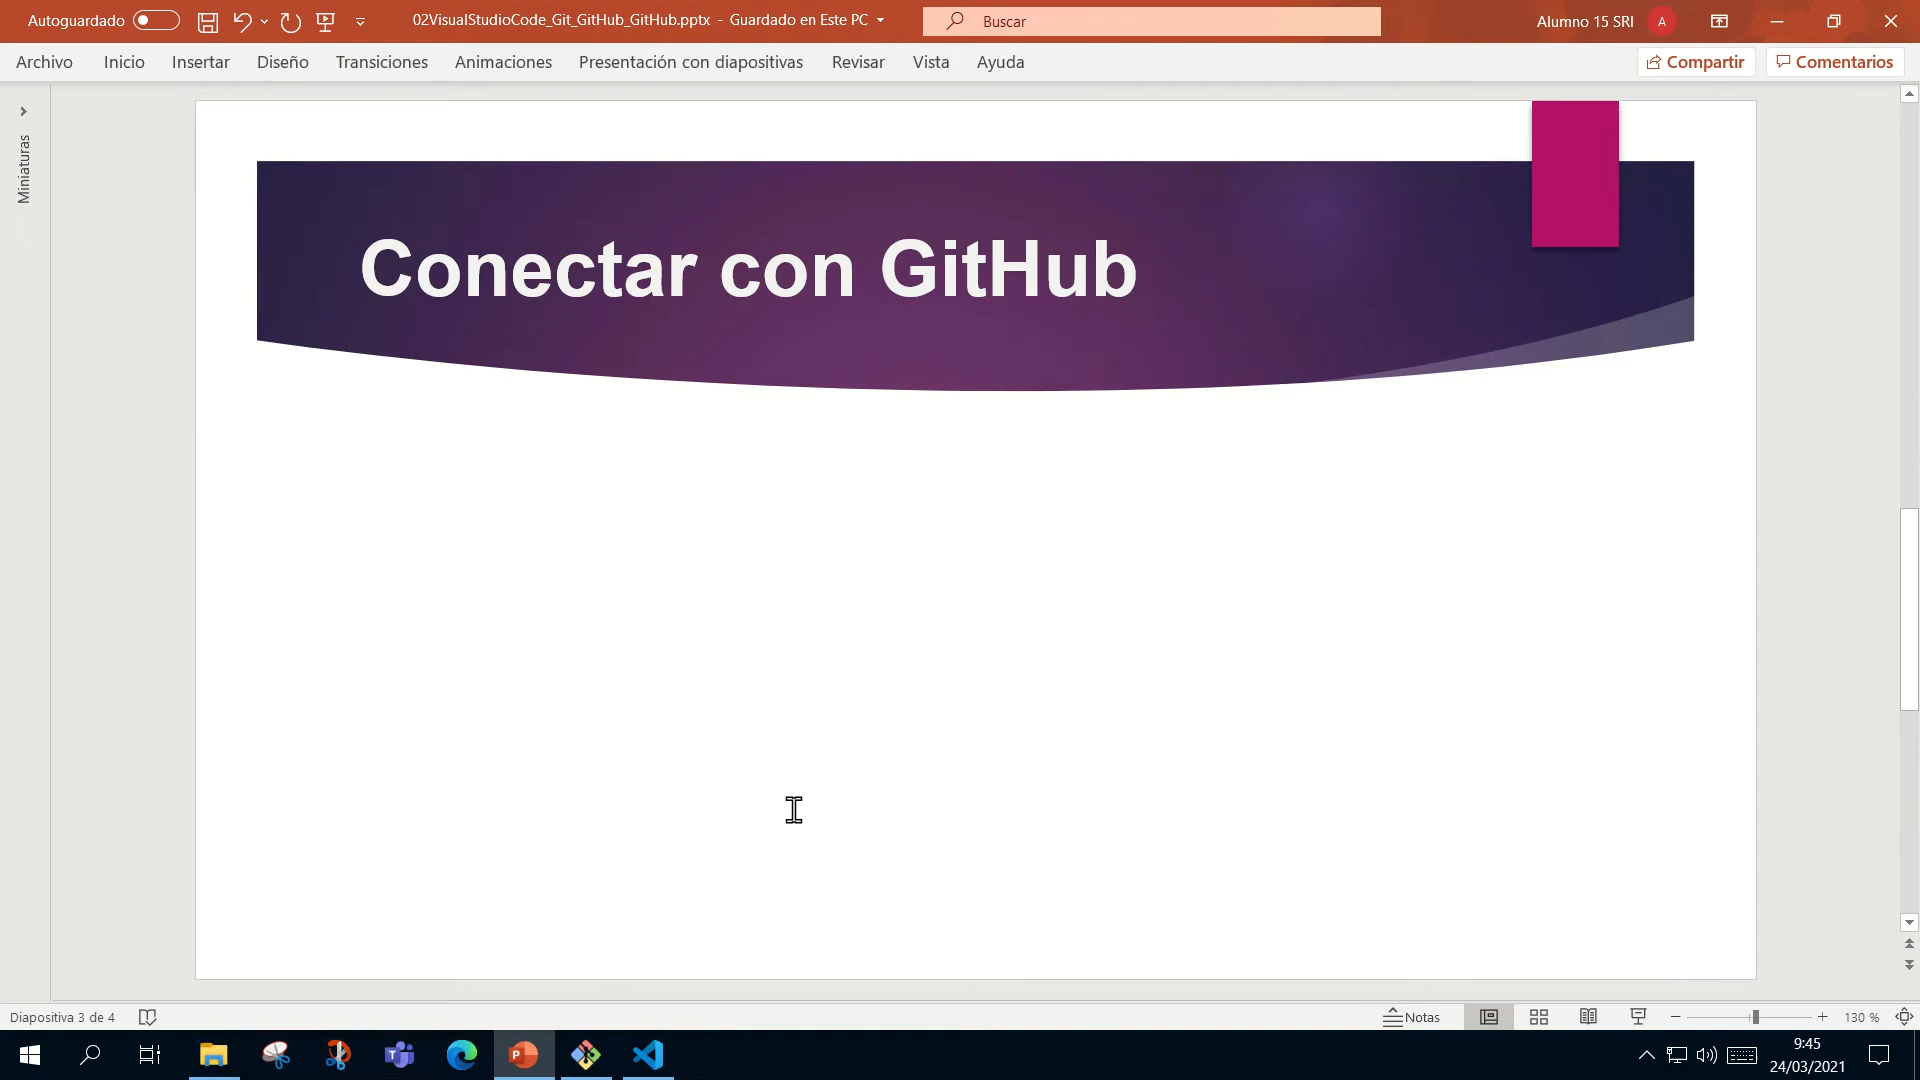 Autoguardado
02VisualStudioCode_Git_GitHub_GitHub.pptx - Guardado en Este PC
Buscar
Alumno 15 SRI
A
Archivo
Inicio
Insertar
Diseño
Transiciones
Animaciones
Presentación con diapositivas
Revisar
Vista
Ayuda
Compartir
Comentarios
Miniaturas
Conectar con GitHub
Diapositiva 3 de 4
Notas
130 %
9:45
24/03/2021